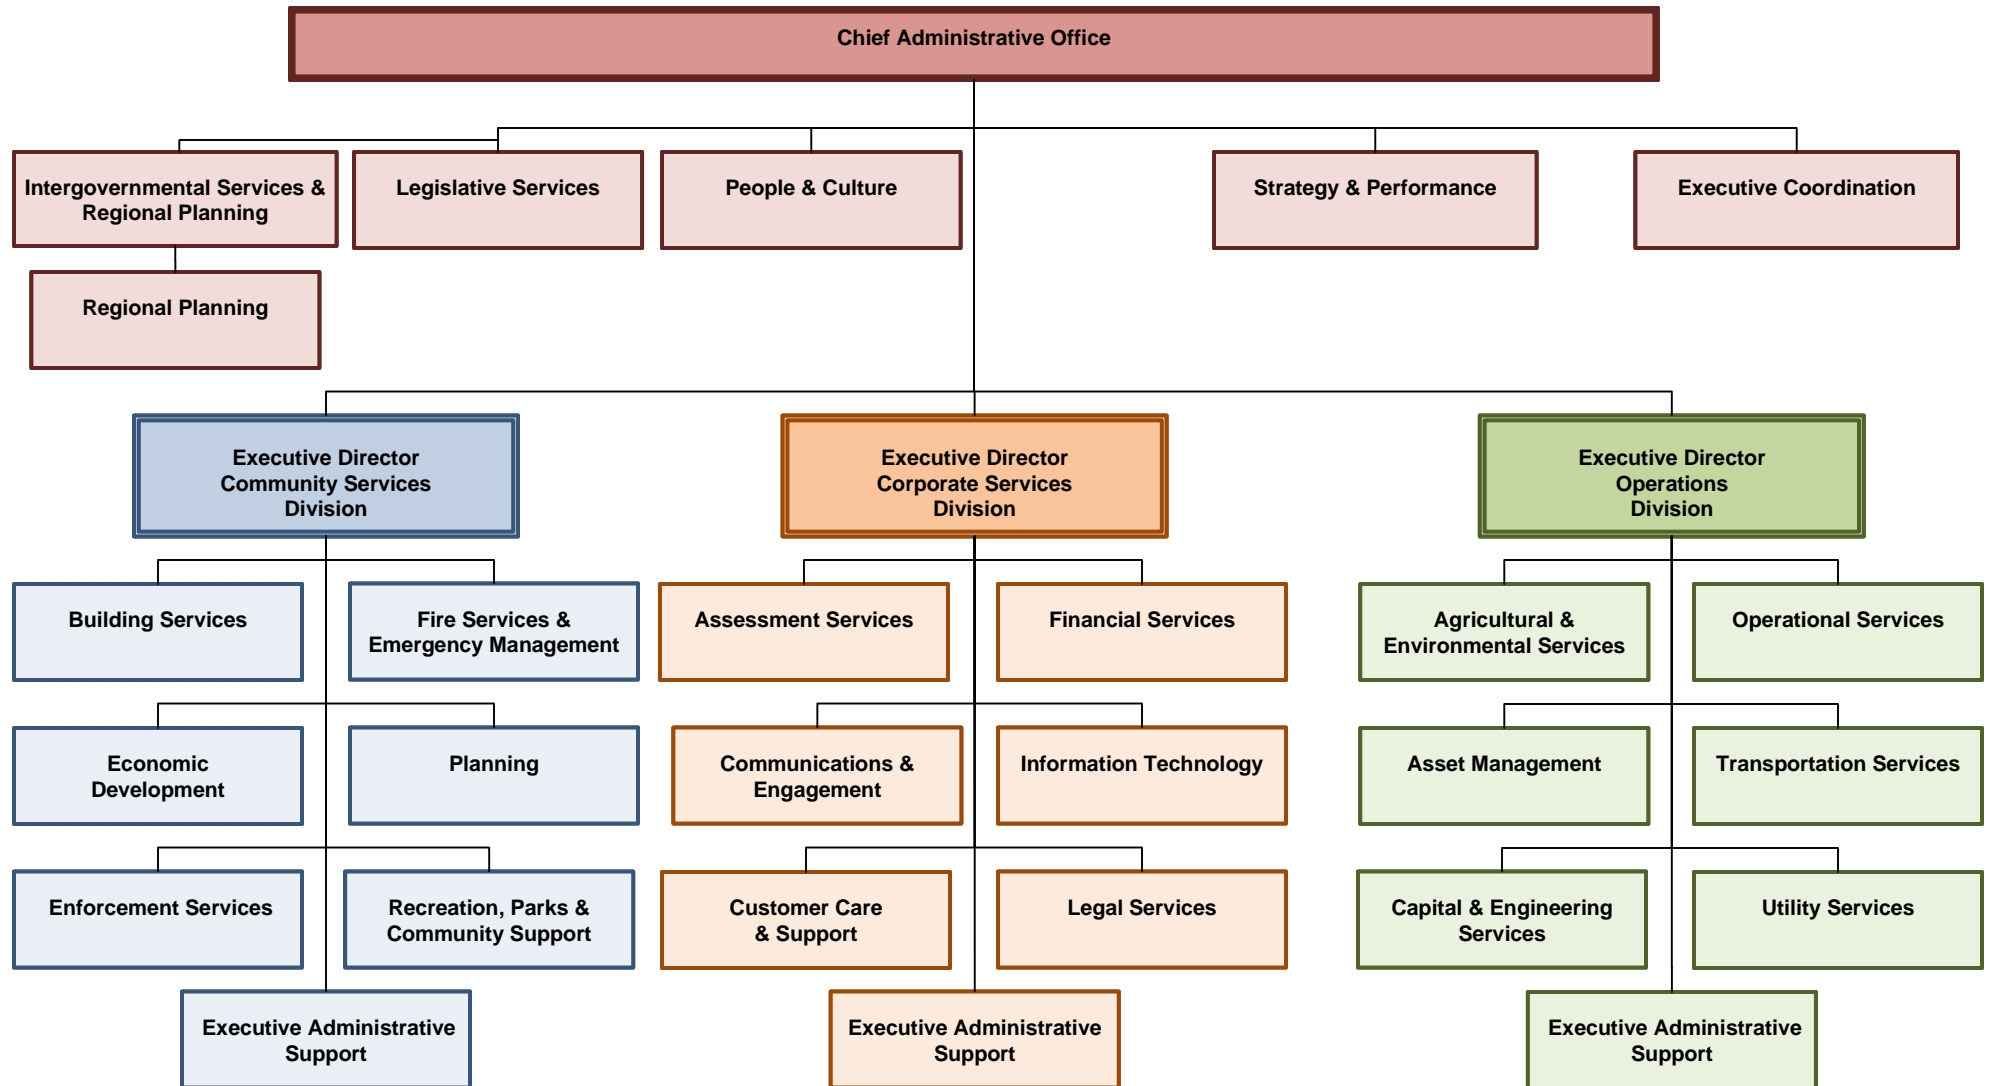 Chief Administrative Office
Intergovernmental Services &
Regional Planning
Legislative Services
People & Culture
Strategy & Performance
Executive Coordination
Regional Planning
Executive Director
Community Services
Division
Executive Director
Corporate Services
Division
Executive Director
Operations
Division
Building Services
Fire Services &
Emergency Management
Assessment Services
Financial Services
Agricultural &
Environmental Services
Operational Services
Economic
Development
Planning
Communications &
Engagement
Information Technology
Asset Management
Transportation Services
Enforcement Services
Recreation, Parks &
Community Support
Customer Care
& Support
Legal Services
Capital & Engineering
Services
Utility Services
Executive Administrative
Support
Executive Administrative
Support
Executive Administrative
Support